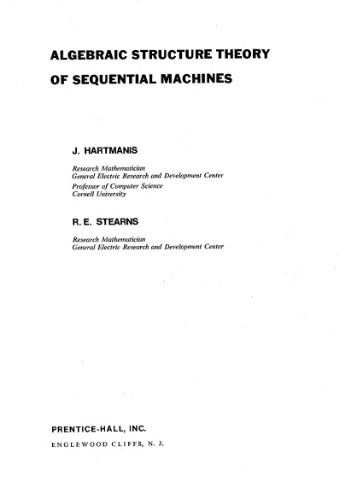 ALGEBRAIC STRUCTURE THEORY
OF SEQUENTIAL MACHINES
J. HARTMANIS
Research Mathematician
General Electric Research and Development Center
Professor of Computer Science
Cornell University
R. E. STEARNS
Research Mathematician
General Electric Research and Development Center
PRENTICE-HALL, INC.
ENGLEWOOD CLIFFS, N. J.